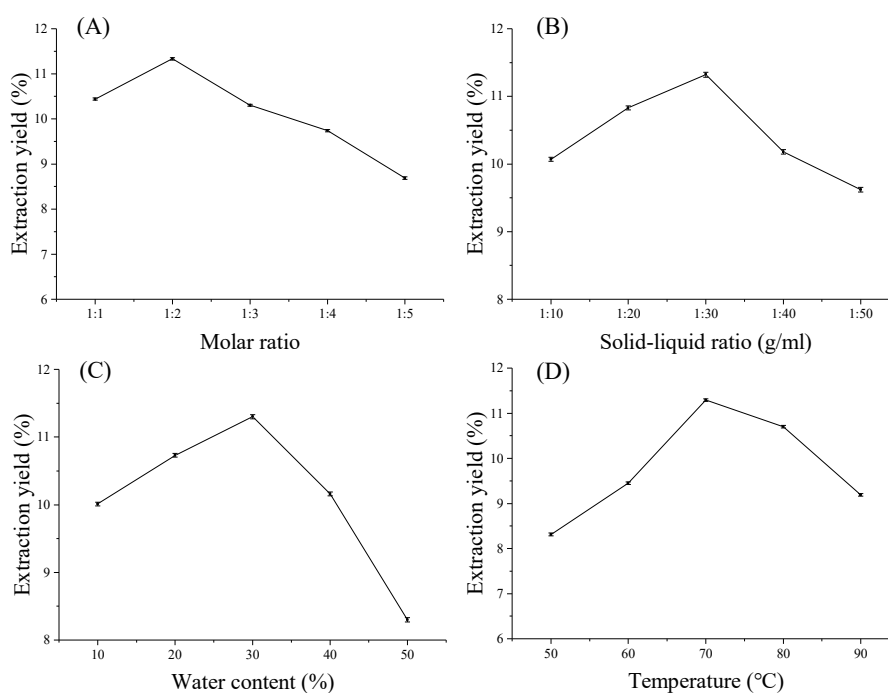 (A)
Extraction yield (%)
12
11
10
9
8
7
6
1:1 1:2 1:3 1:4 1:5
Molar ratio
(B)
Extraction yield (%)
12
11
10
9
8
1:10 1:20 1:30 1:40 1:50
Solid-liquid ratio (g/ml)
(C)
Extraction yield (%)
12
11
10
9
8
10 20 30 40 50
Water content (%)
(D)
Extraction yield (%)
12
11
10
9
8
7
6
50 60 70 80 90
Temperature (℃)